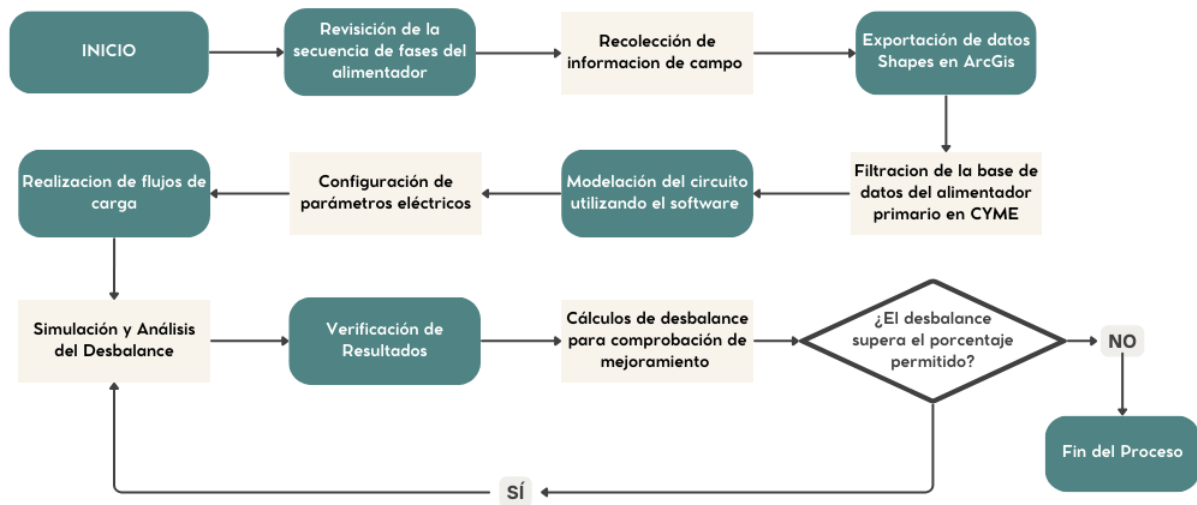 INICIO
Revisición de la
secuencia de fases del
alimentador
Recolección de
informacion de campo
Exportación de datos
Shapes en ArcGis
Filtracion de la base de
datos del alimentador
primario en CYME
Modelación del circuito
utilizando el software
Configuración de
parámetros eléctricos
Realizacion de flujos de
carga
Simulación y Análisis
del Desbalance
Verificación de
Resultados
Cálculos de desbalance
para comprobación de
mejoramiento
¿El desbalance
supera el porcentaje
permitido?
NO
Fin del Proceso
SÍ